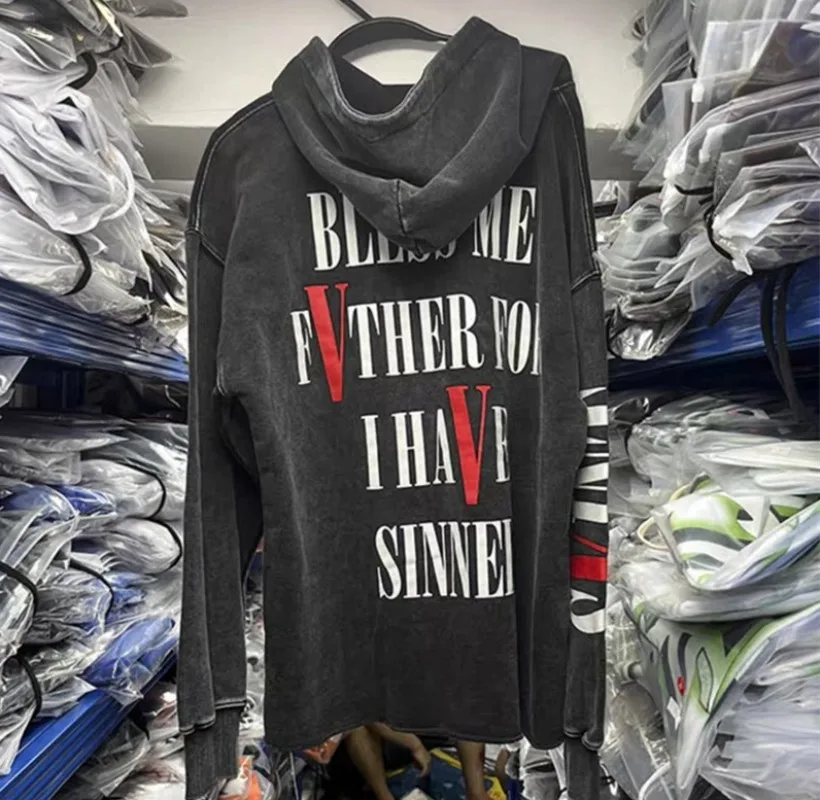 BLESS ME
FVTHER FOR
I HAVE
SINNED